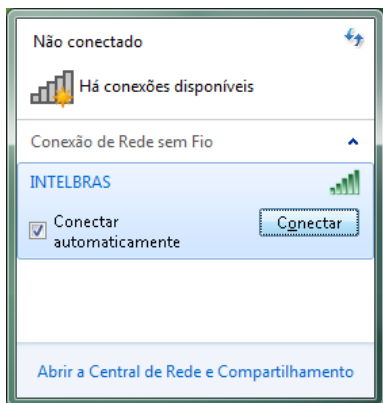 Não conectado
Há conexões disponíveis
Conexão de Rede sem Fio
INTELBRAS
Conectar
automaticamente
Conectar
Abrir a Central de Rede e Compartilhamento